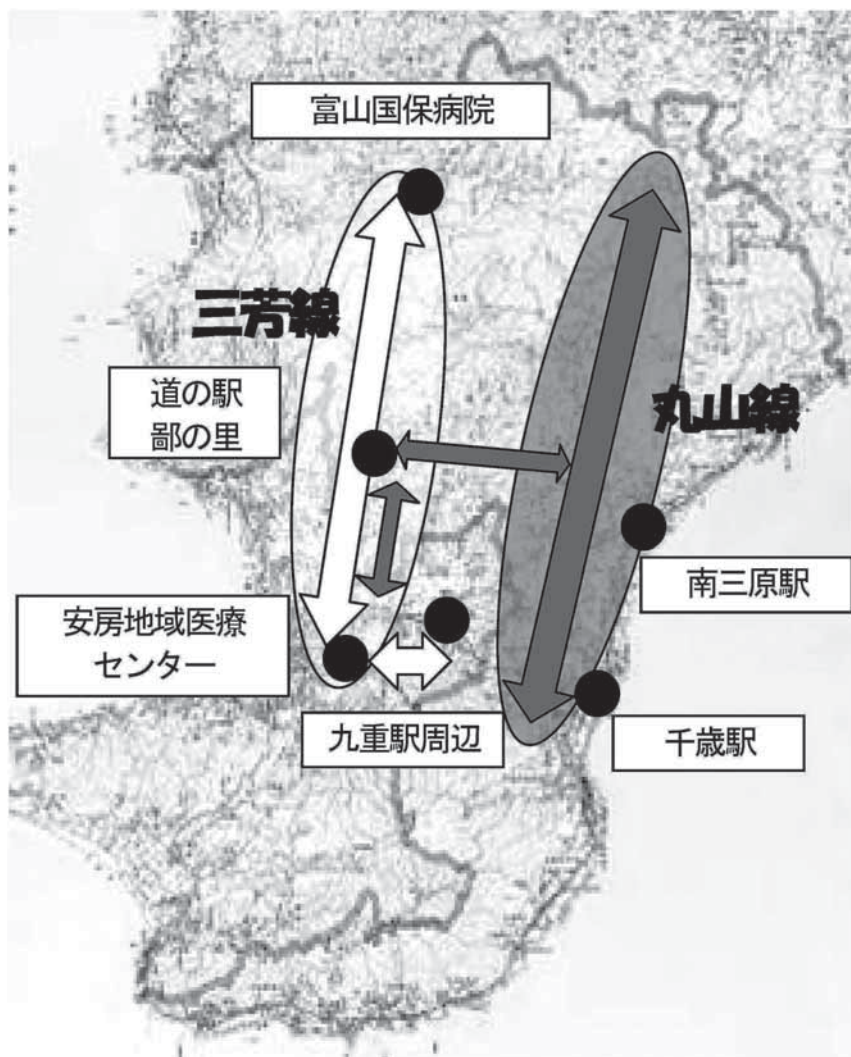 富山国保病院
三芳線
道の駅
鄙の里
丸山線
南三原駅
安房地域医療
センター
九重駅周辺
千歳駅